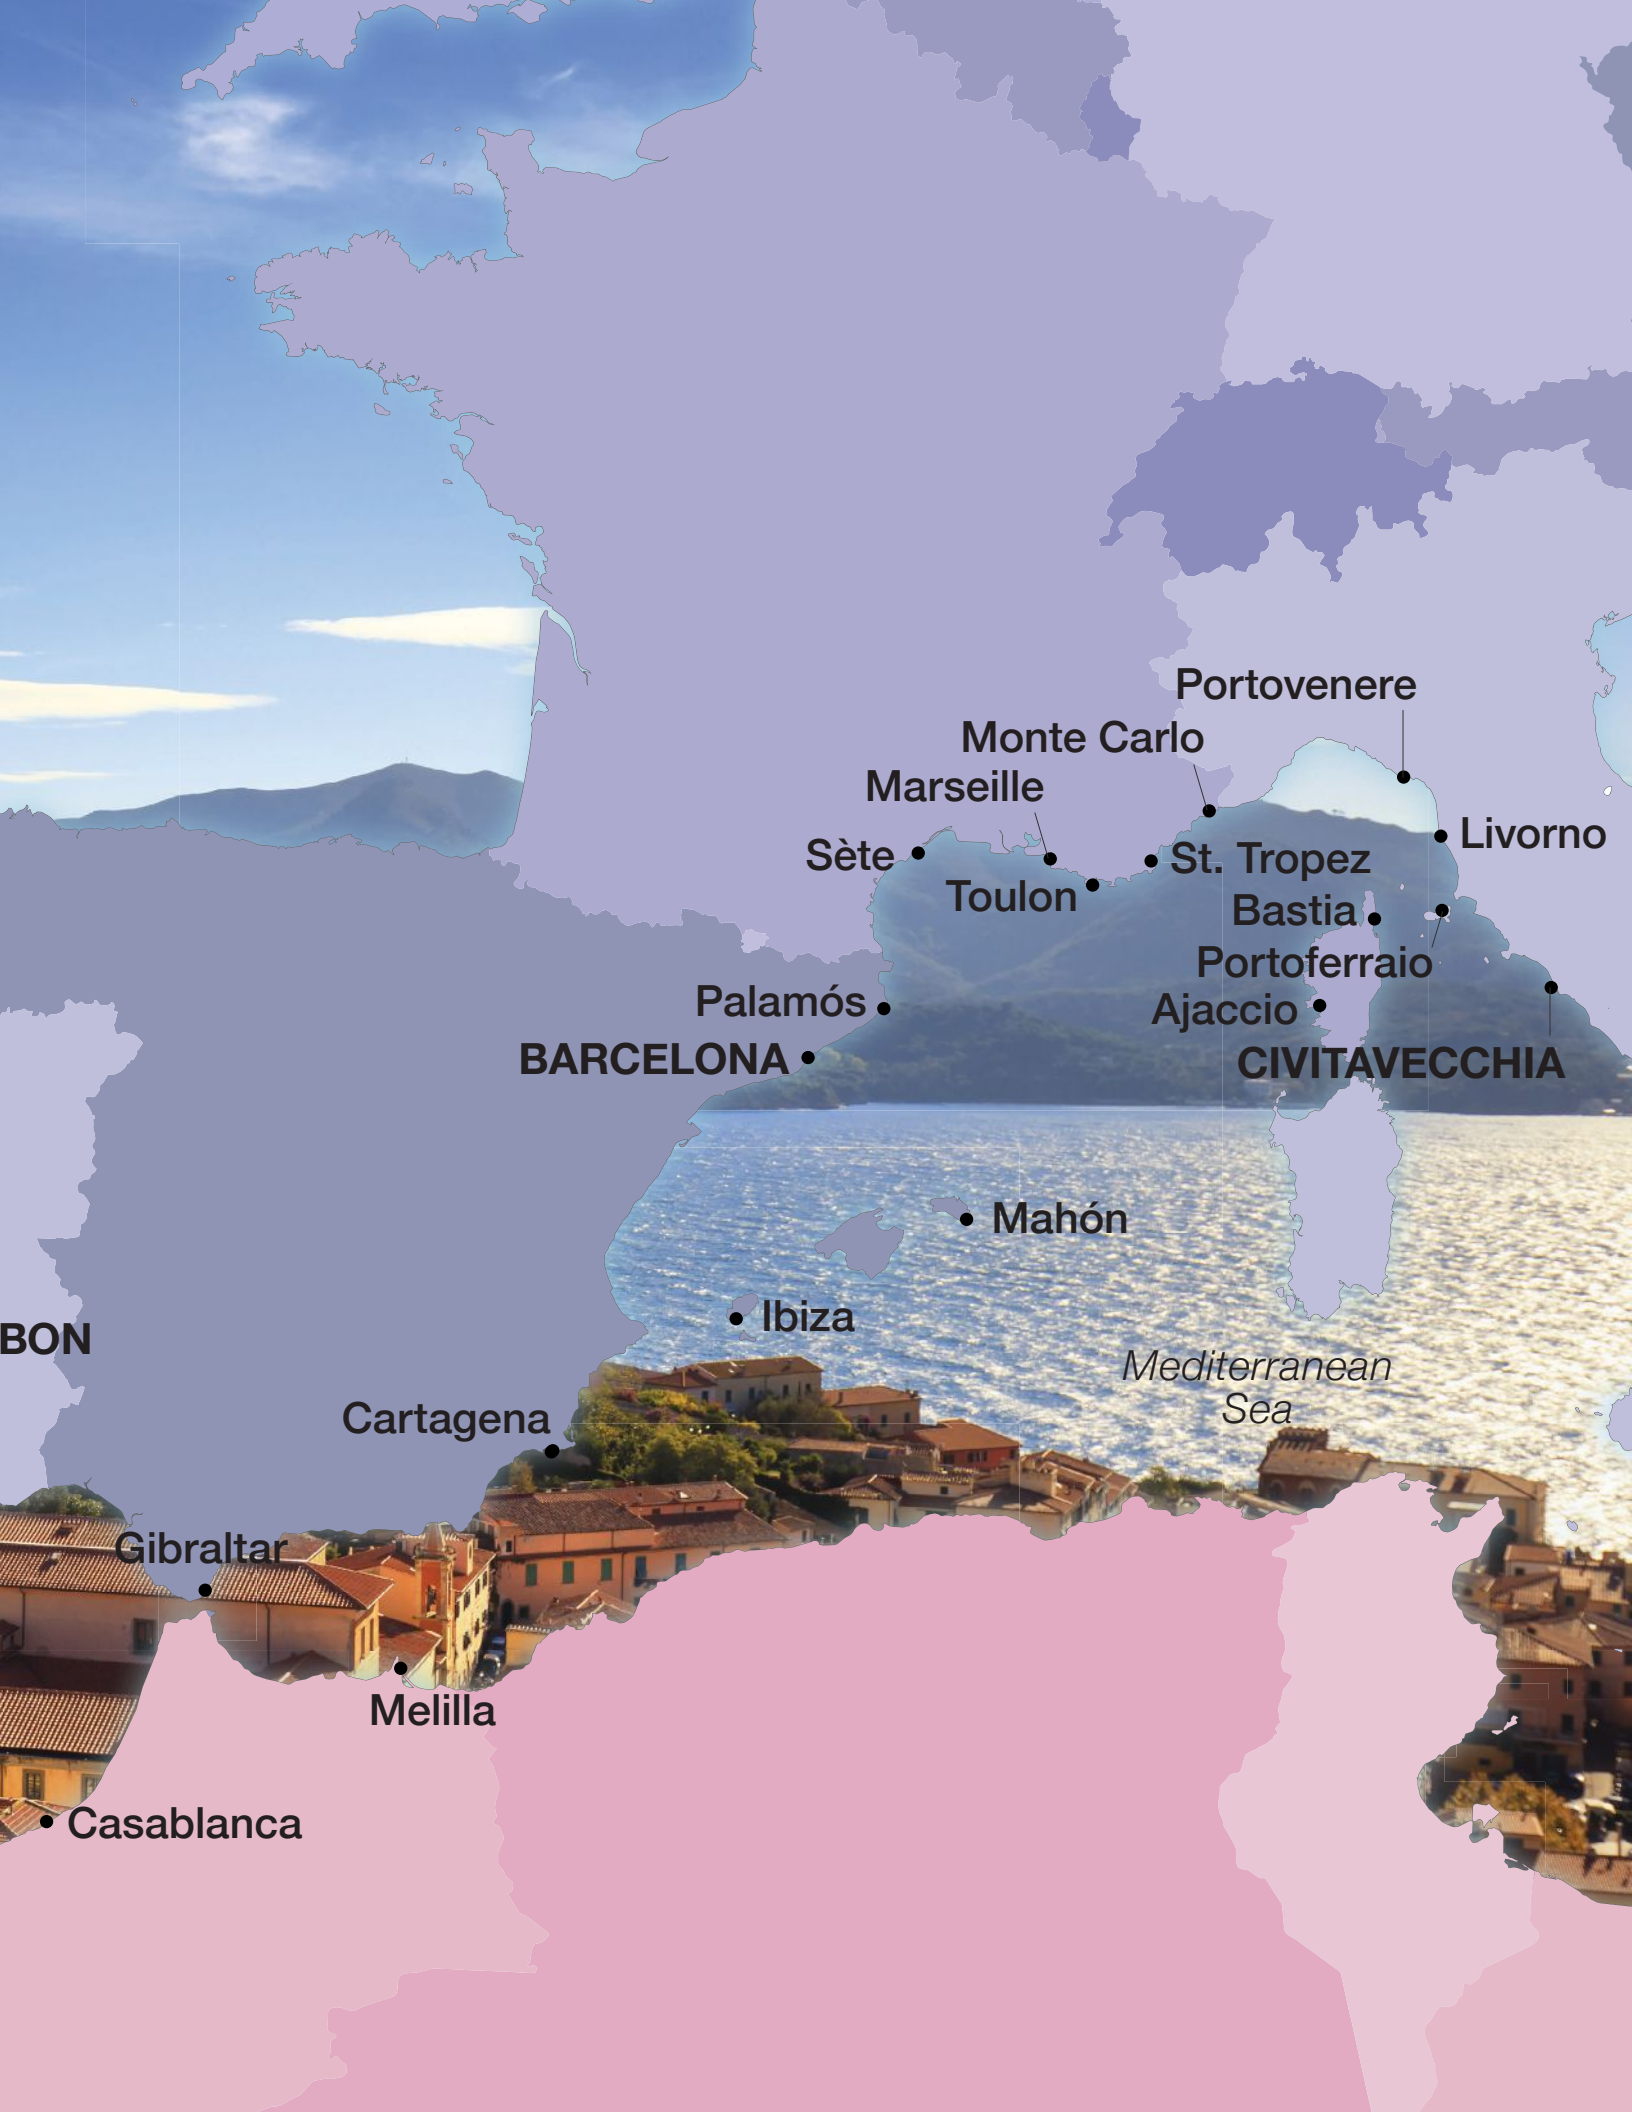 Portovenere
Monte Carlo
Marseille
Livorno
Sète
St. Tropez
Toulon
Bastia
Portoferraio
Palamós
Ajaccio
BARCELONA
CIVITAVECCHIA
Mahón
Ibiza
BON
Mediterranean
Sea
Cartagena
Gibraltar
Melilla
Casablanca